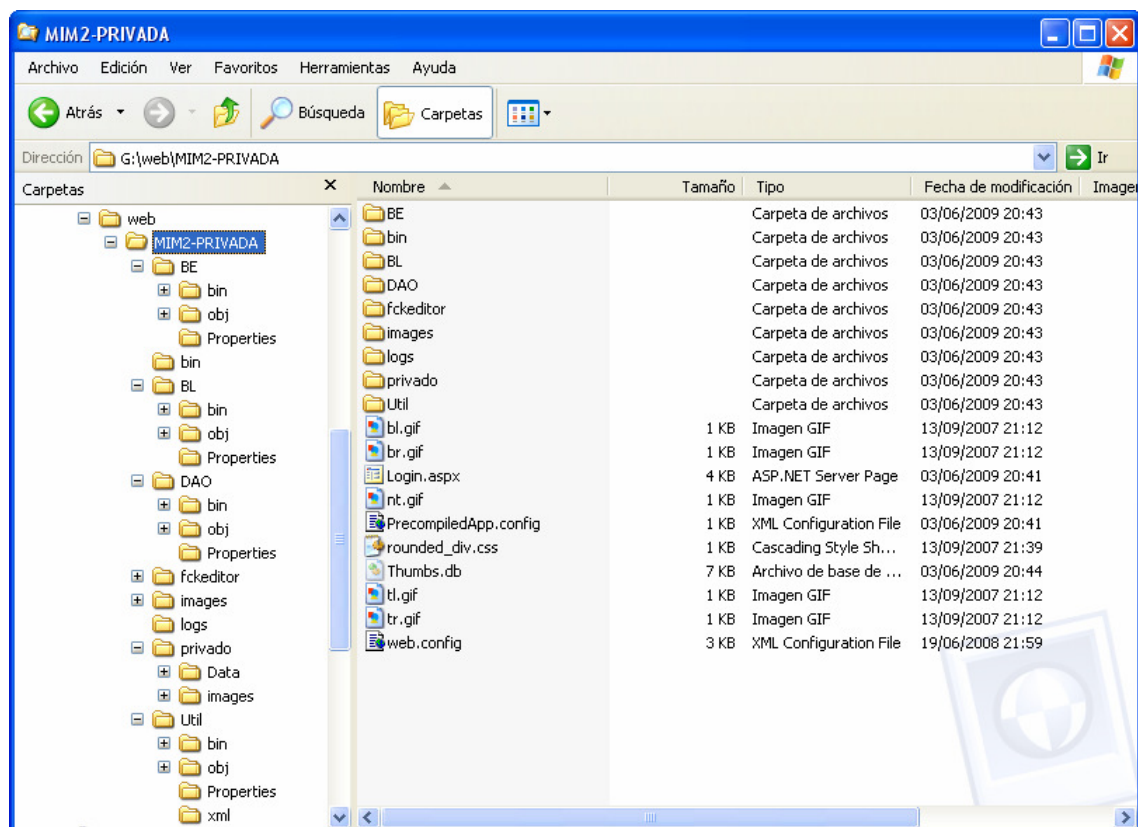 MIM2-PRIVADA
Archivo Edición Ver Favoritos Herramientas Ayuda
Atrás Búsqueda Carpetas
Dirección G:\web\MIM2-PRIVADA Ir
Carpetas
web
MIM2-PRIVADA
BE
bin
obj
Properties
bin
BL
bin
obj
Properties
DAO
bin
obj
Properties
fckeditor
images
logs
privado
Data
images
Util
bin
obj
Properties
xml
Nombre Tamaño Tipo Fecha de modificación Imagen
BE Carpeta de archivos 03/06/2009 20:43
bin Carpeta de archivos 03/06/2009 20:43
BL Carpeta de archivos 03/06/2009 20:43
DAO Carpeta de archivos 03/06/2009 20:43
fckeditor Carpeta de archivos 03/06/2009 20:43
images Carpeta de archivos 03/06/2009 20:43
logs Carpeta de archivos 03/06/2009 20:43
privado Carpeta de archivos 03/06/2009 20:43
Util Carpeta de archivos 03/06/2009 20:43
bl.gif 1 KB Imagen GIF 13/09/2007 21:12
br.gif 1 KB Imagen GIF 13/09/2007 21:12
Login.aspx 4 KB ASP.NET Server Page 03/06/2009 20:41
nt.gif 1 KB Imagen GIF 13/09/2007 21:12
PrecompiledApp.config 1 KB XML Configuration File 03/06/2009 20:41
rounded_div.css 1 KB Cascading Style Sh... 13/09/2007 21:39
Thumbs.db 7 KB Archivo de base de ... 03/06/2009 20:44
tl.gif 1 KB Imagen GIF 13/09/2007 21:12
tr.gif 1 KB Imagen GIF 13/09/2007 21:12
web.config 3 KB XML Configuration File 19/06/2008 21:59